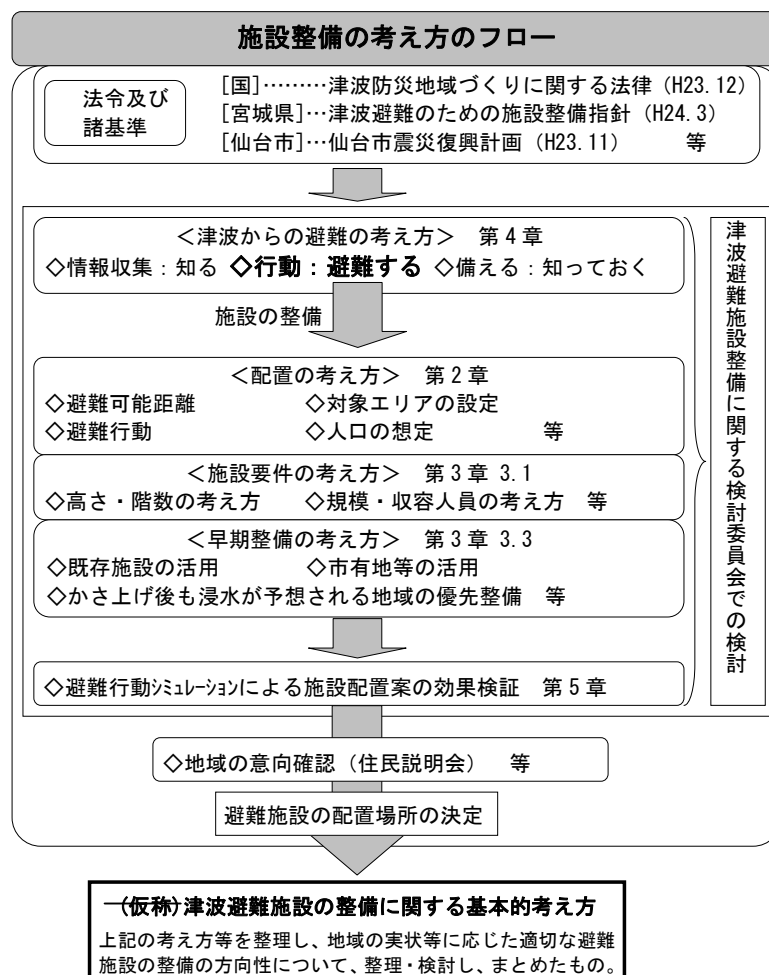 施設整備の考え方のフロー
法令及び
諸基準
[国]………津波防災地域づくりに関する法律（H23.12）
[宮城県]…津波避難のための施設整備指針（H24.3）
[仙台市]…仙台市震災復興計画（H23.11）　　等
＜津波からの避難の考え方＞　第４章
◇情報収集：知る ◇行動：避難する ◇備える：知っておく
施設の整備
＜配置の考え方＞　第２章
◇避難可能距離　　　　　◇対象エリアの設定
◇避難行動　　　　　　　◇人口の想定　　　　　等
＜施設要件の考え方＞　第３章 3.1
◇高さ・階数の考え方　　◇規模・収容人員の考え方　等
＜早期整備の考え方＞　第３章 3.3
◇既存施設の活用　　　　◇市有地等の活用
◇かさ上げ後も浸水が予想される地域の優先整備　等
◇避難行動ｼﾐｭﾚｰｼｮﾝによる施設配置案の効果検証　第５章
津波避難施設整備に関する検討委員会での検討
◇地域の意向確認（住民説明会）　　等
避難施設の配置場所の決定
（仮称）津波避難施設の整備に関する基本的考え方
上記の考え方等を整理し、地域の実状等に応じた適切な避難
施設の整備の方向性について、整理・検討し、まとめたもの。